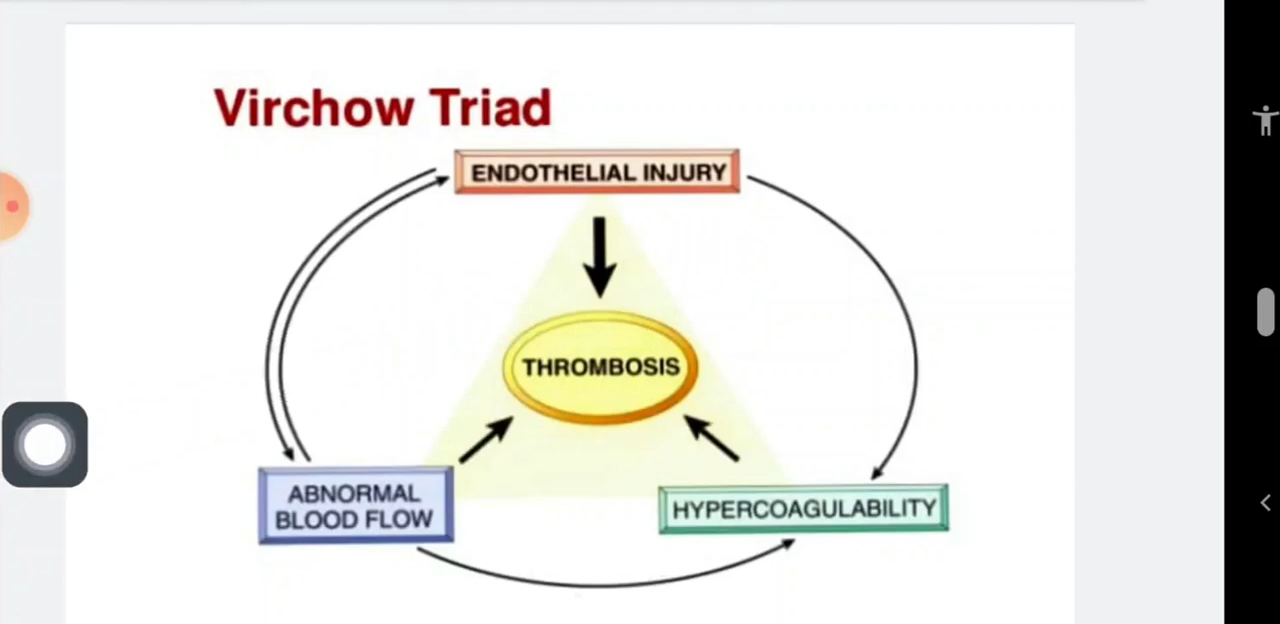 Virchow Triad
ENDOTHELIAL INJURY
THROMBOSIS
ABNORMAL
BLOOD FLOW
HYPERCOAGULABILITY